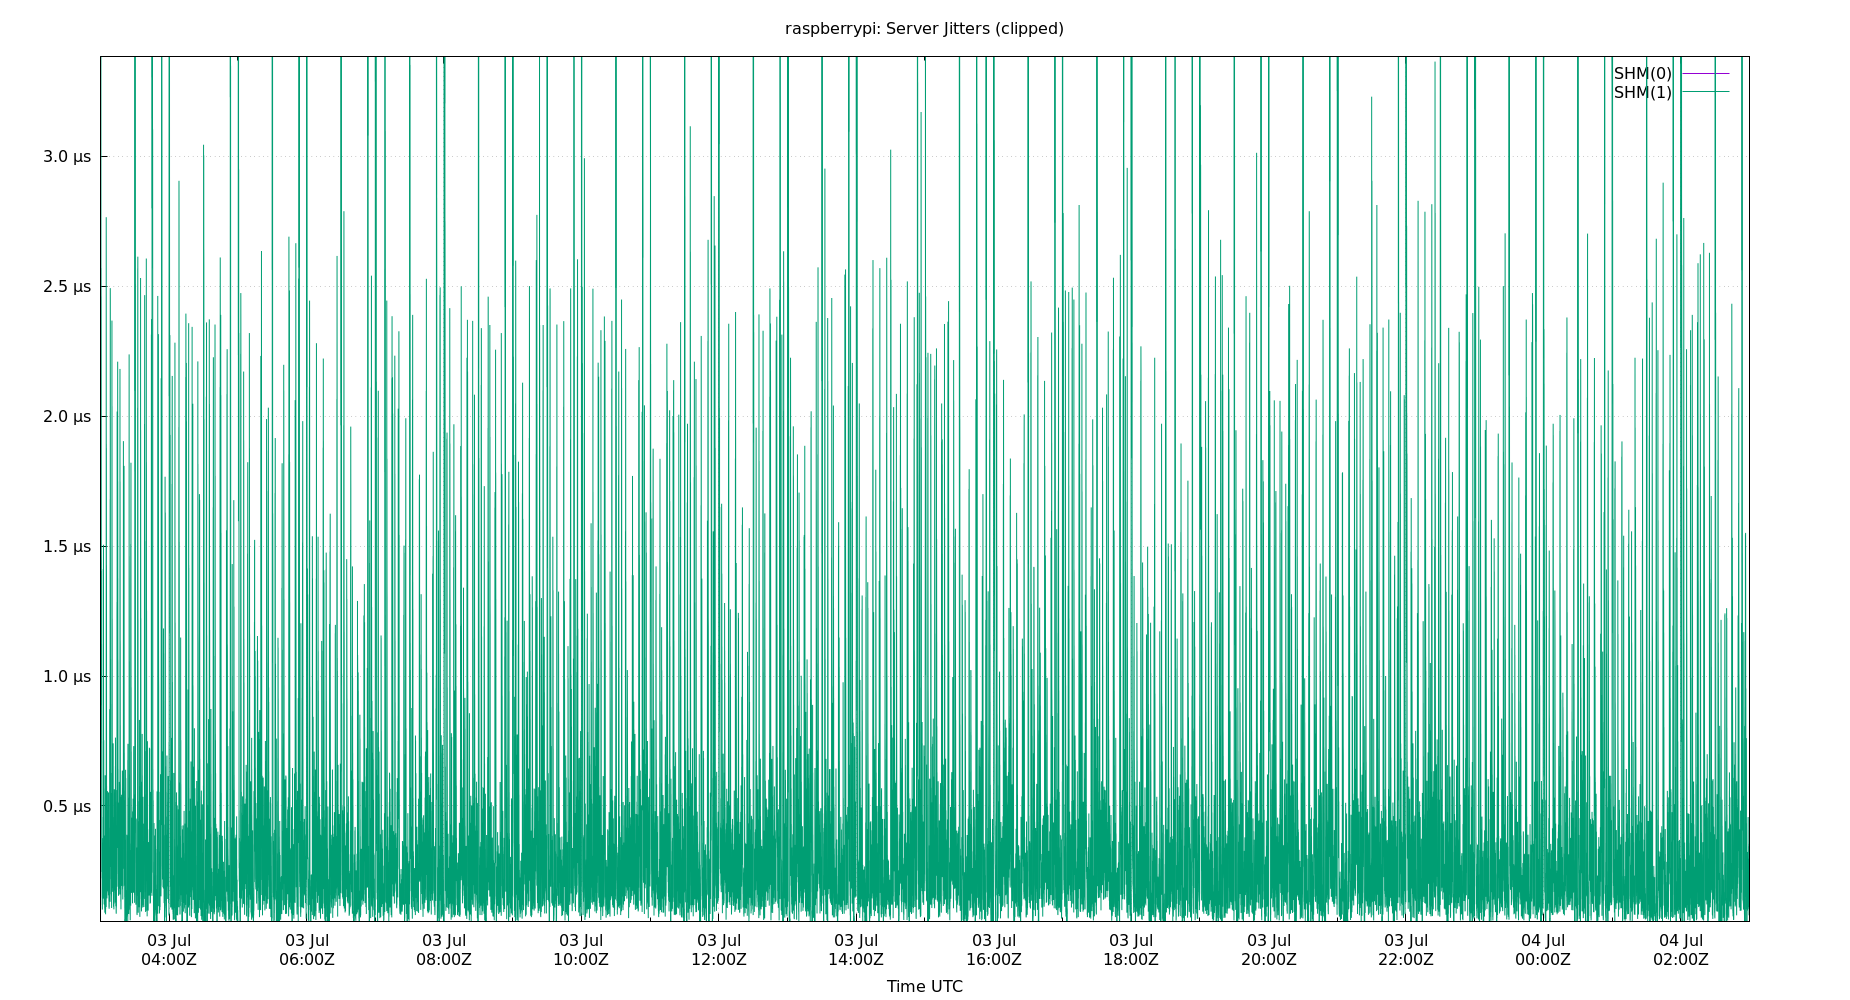 raspberrypi: Server Jitters (clipped)
SHM(0)
SHM(1)
3.0 µs
2.5 µs
2.0 µs
1.5 µs
1.0 µs
0.5 µs
03 Jul 03 Jul 03 Jul 03 Jul 03 Jul 03 Jul 03 Jul 03 Jul 03 Jul 03 Jul 04 Jul 04 Jul
04:00Z 06:00Z 08:00Z 10:00Z 12:00Z 14:00Z 16:00Z 18:00Z 20:00Z 22:00Z 00:00Z 02:00Z
Time UTC